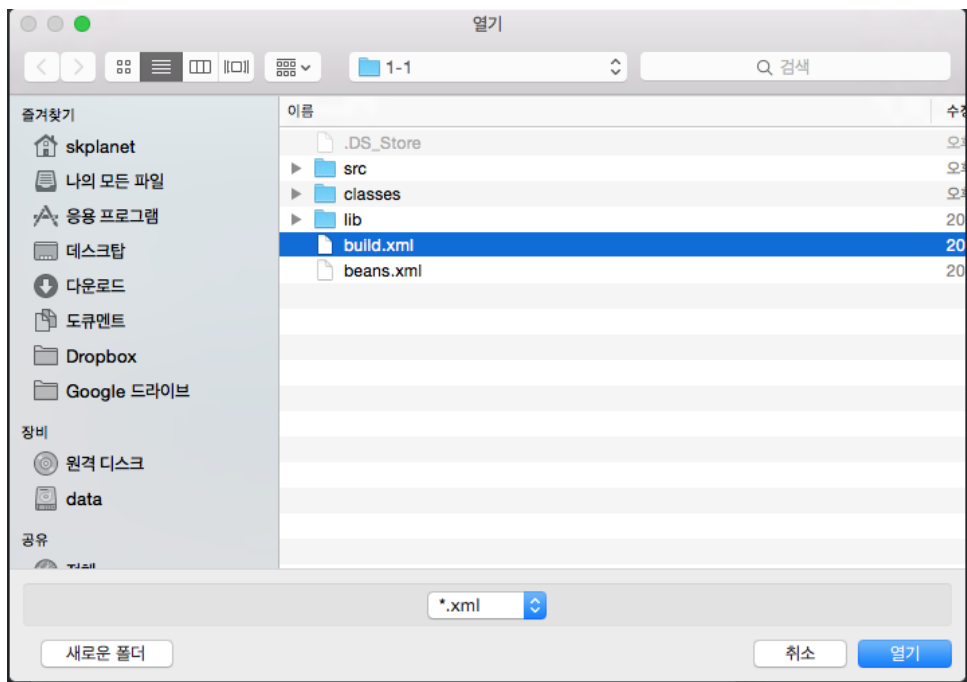 열기
1-1
검색
즐겨찾기
skplanet
나의 모든 파일
응용 프로그램
데스크탑
다운로드
도큐멘트
Dropbox
Google 드라이브
장비
원격 디스크
data
공유
이름
.DS_Store
src
classes
lib
20
build.xml
20
beans.xml
20
*.xml
새로운 폴더
취소
열기